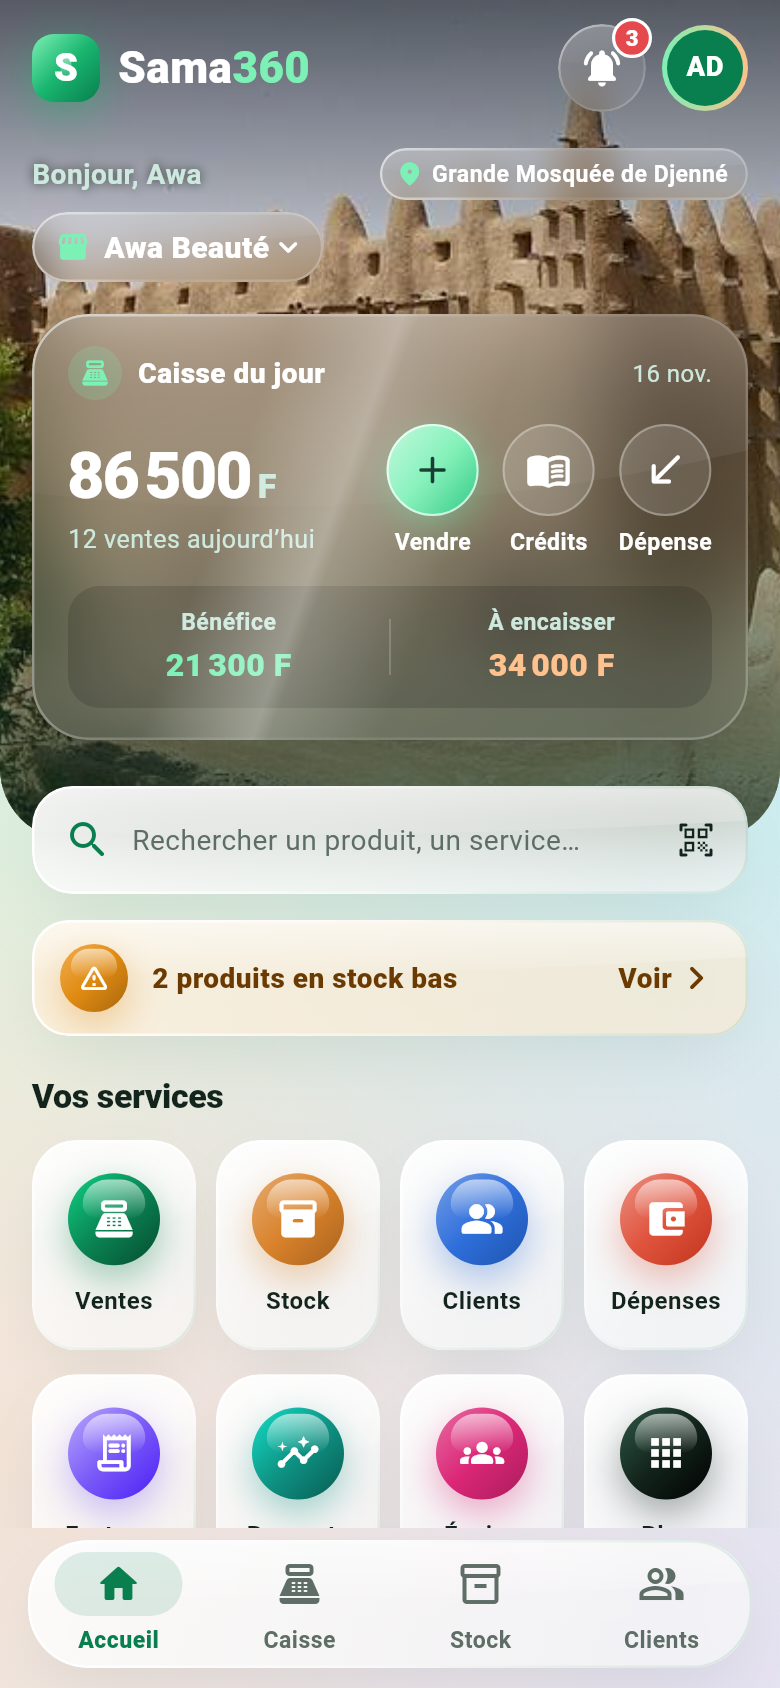 S Sama360 3 AD
Bonjour, Awa
Grande Mosquée de Djenné
Awa Beauté
Caisse du jour 16 nov.
86 500 F
12 ventes aujourd’hui
Vendre Crédits Dépense
Bénéfice À encaisser
21 300 F 34 000 F
Rechercher un produit, un service…
2 produits en stock bas Voir
Vos services
Ventes Stock Clients Dépenses
Accueil Caisse Stock Clients